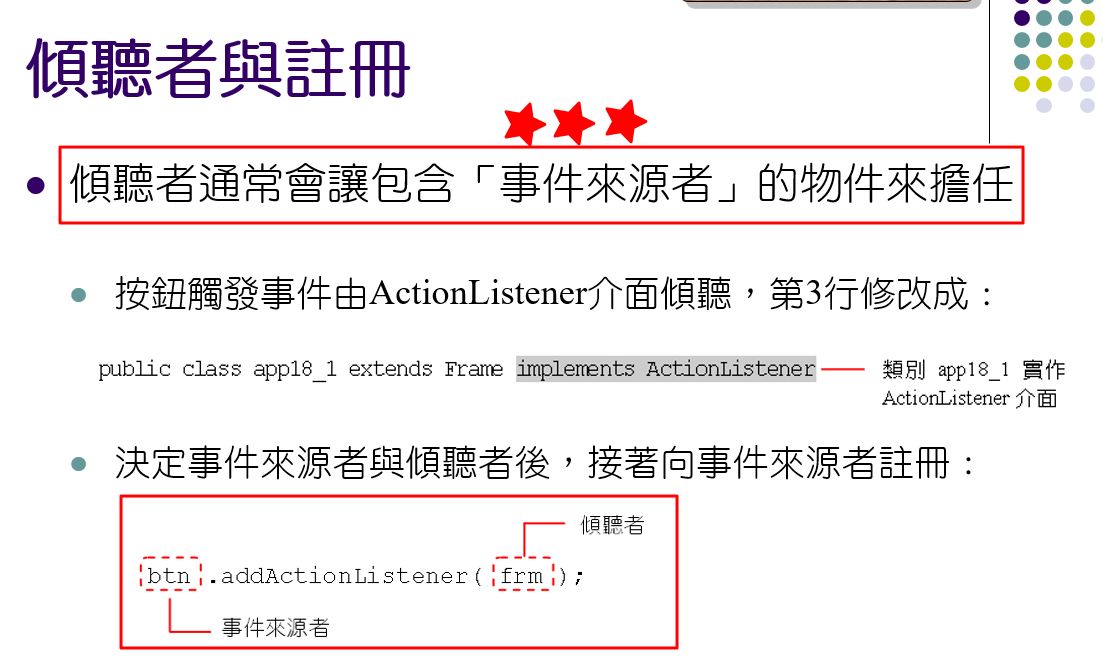 傾聽者與註冊
傾聽者通常會讓包含「事件來源者」的物件來擔任
按鈕觸發事件由ActionListener介面傾聽，第3行修改成：
public class app18_1 extends Frame implements ActionListener
類別 app18_1 實作
ActionListener 介面
決定事件來源者與傾聽者後，接著向事件來源者註冊：
傾聽者
btn.addActionListener(frm);
事件來源者